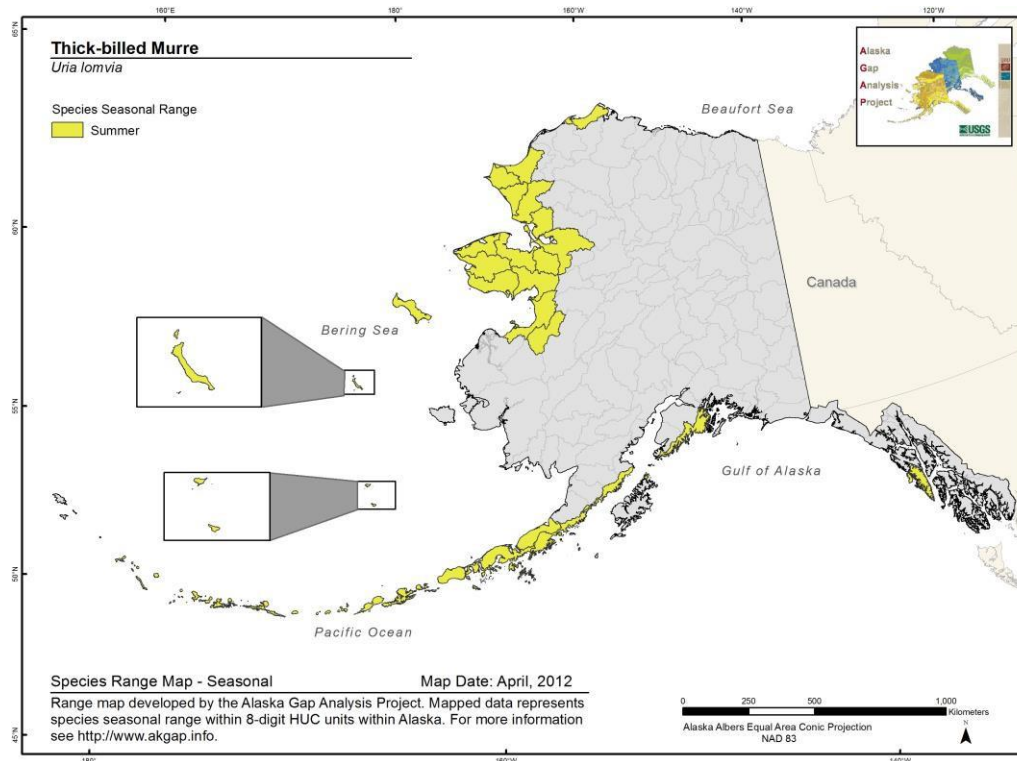 160°E
180°
160°W
140°W
120°W
65°N
60°N
55°N
50°N
45°N
Thick-billed Murre
Uria lomvia
Species Seasonal Range
Summer
Alaska
Gap
Analysis
Project
USGS
Beaufort Sea
Canada
Bering Sea
Gulf of Alaska
Pacific Ocean
Species Range Map - Seasonal
Map Date: April, 2012
Range map developed by the Alaska Gap Analysis Project. Mapped data represents
species seasonal range within 8-digit HUC units within Alaska. For more information
see http://www.akgap.info.
0 250 500 1,000
Kilometers
Alaska Albers Equal Area Conic Projection
NAD 83
N
180°
160°W
140°W